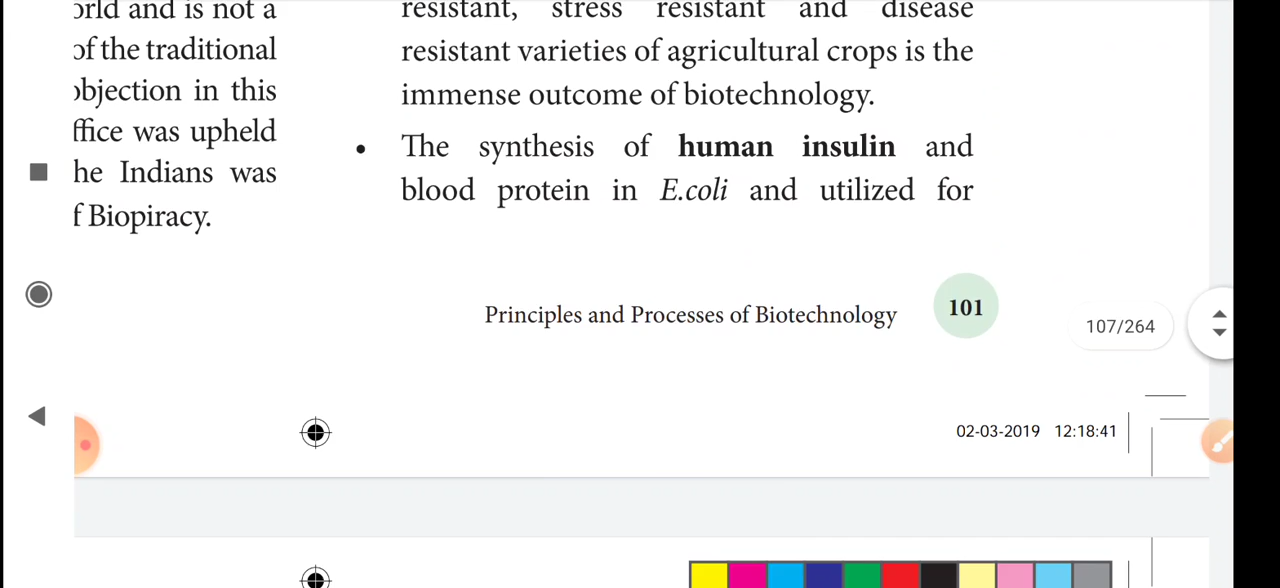 orld and is not a
of the traditional
objection in this
ffice was upheld
he Indians was
f Biopiracy.
resistant, stress resistant and disease
resistant varieties of agricultural crops is the
immense outcome of biotechnology.
• The synthesis of human insulin and
blood protein in E.coli and utilized for
Principles and Processes of Biotechnology 101
107/264
02-03-2019 12:18:41